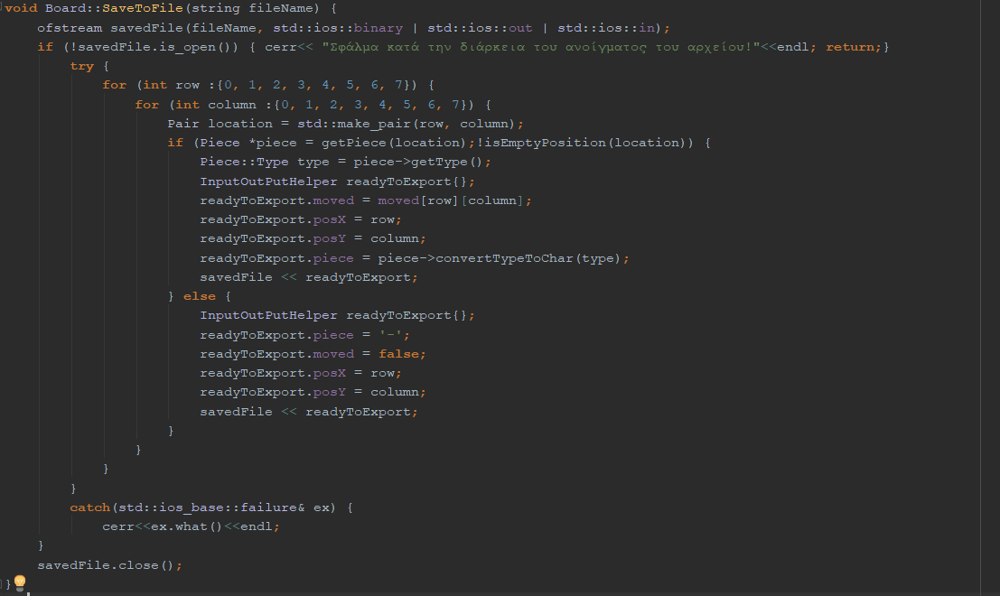 void Board::SaveToFile(string fileName) {
    ofstream savedFile(fileName, std::ios::binary | std::ios::out | std::ios::in);
    if (!savedFile.is_open()) { cerr<< "Σφάλμα κατά την διάρκεια του ανοίγματος του αρχείου!"<<endl; return;}
        try {
            for (int row :{0, 1, 2, 3, 4, 5, 6, 7}) {
                for (int column :{0, 1, 2, 3, 4, 5, 6, 7}) {
                    Pair location = std::make_pair(row, column);
                    if (Piece *piece = getPiece(location);!isEmptyPosition(location)) {
                        Piece::Type type = piece->getType();
                        InputOutPutHelper readyToExport{};
                        readyToExport.moved = moved[row][column];
                        readyToExport.posX = row;
                        readyToExport.posY = column;
                        readyToExport.piece = piece->convertTypeToChar(type);
                        savedFile << readyToExport;
                    } else {
                        InputOutPutHelper readyToExport{};
                        readyToExport.piece = '-';
                        readyToExport.moved = false;
                        readyToExport.posX = row;
                        readyToExport.posY = column;
                        savedFile << readyToExport;
                    }
                }
            }
        }
        catch(std::ios_base::failure& ex) {
            cerr<<ex.what()<<endl;
    }
    savedFile.close();
}